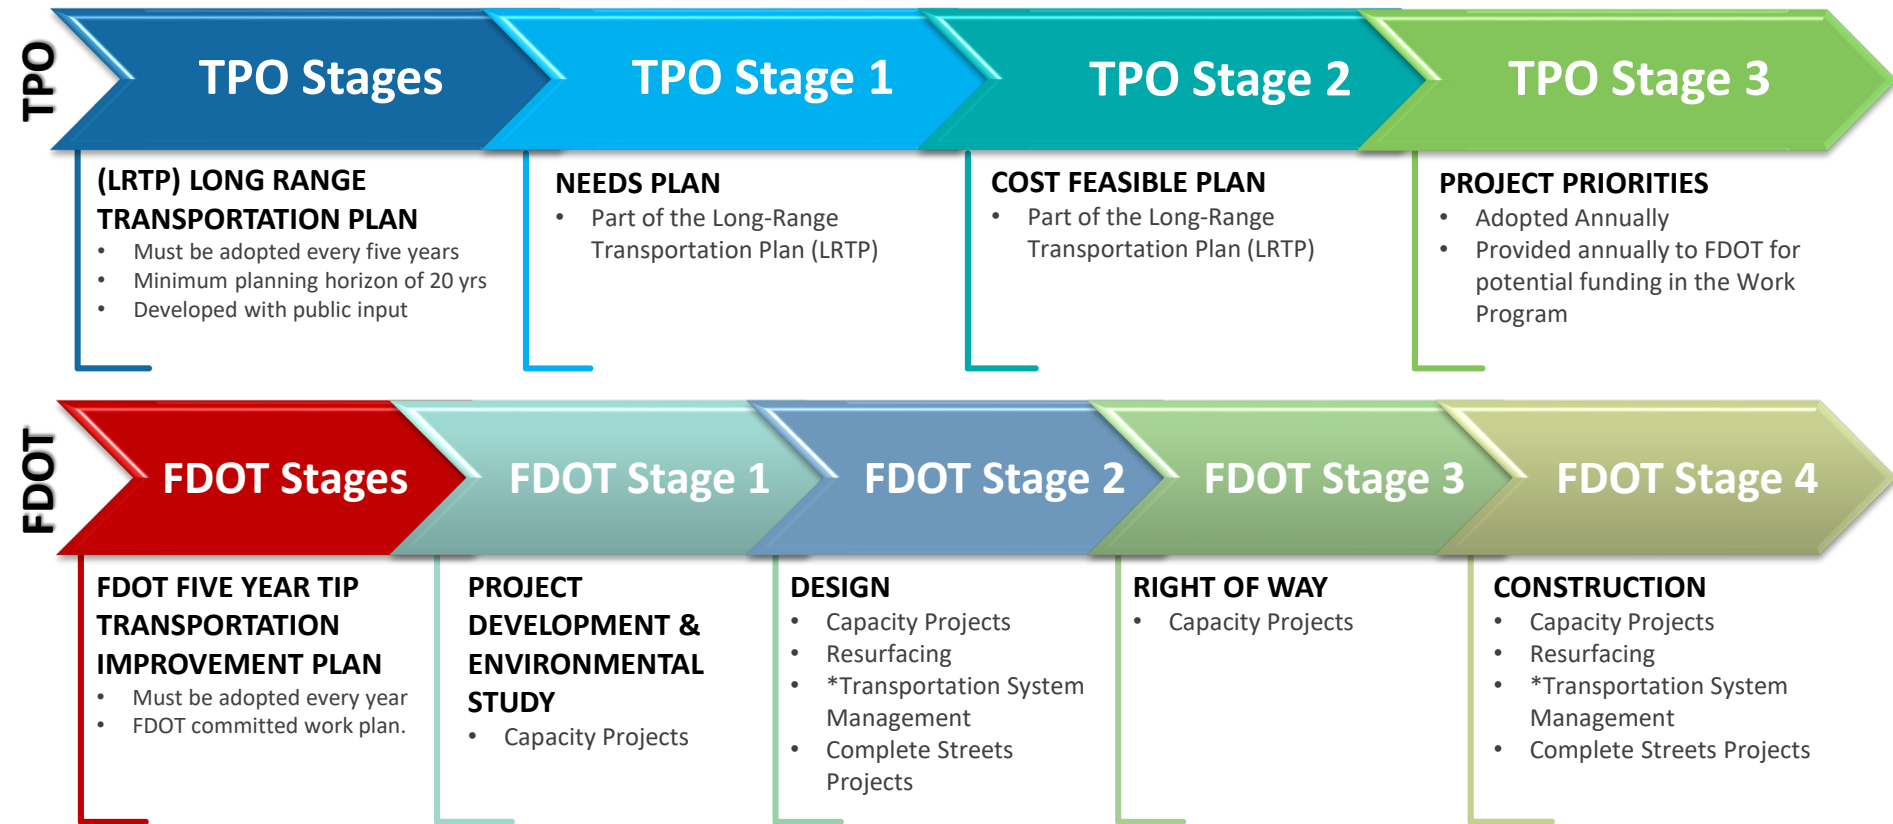 TPO
TPO Stages
TPO Stage 1
TPO Stage 2
TPO Stage 3
(LRTP) LONG RANGE
TRANSPORTATION PLAN
• Must be adopted every five years
• Minimum planning horizon of 20 yrs
• Developed with public input
NEEDS PLAN
• Part of the Long-Range
Transportation Plan (LRTP)
COST FEASIBLE PLAN
• Part of the Long-Range
Transportation Plan (LRTP)
PROJECT PRIORITIES
• Adopted Annually
• Provided annually to FDOT for
potential funding in the Work
Program
FDOT
FDOT Stages
FDOT Stage 1
FDOT Stage 2
FDOT Stage 3
FDOT Stage 4
FDOT FIVE YEAR TIP
TRANSPORTATION
IMPROVEMENT PLAN
• Must be adopted every year
• FDOT committed work plan.
PROJECT
DEVELOPMENT &
ENVIRONMENTAL
STUDY
• Capacity Projects
DESIGN
• Capacity Projects
• Resurfacing
• *Transportation System
Management
• Complete Streets
Projects
RIGHT OF WAY
• Capacity Projects
CONSTRUCTION
• Capacity Projects
• Resurfacing
• *Transportation System
Management
• Complete Streets Projects